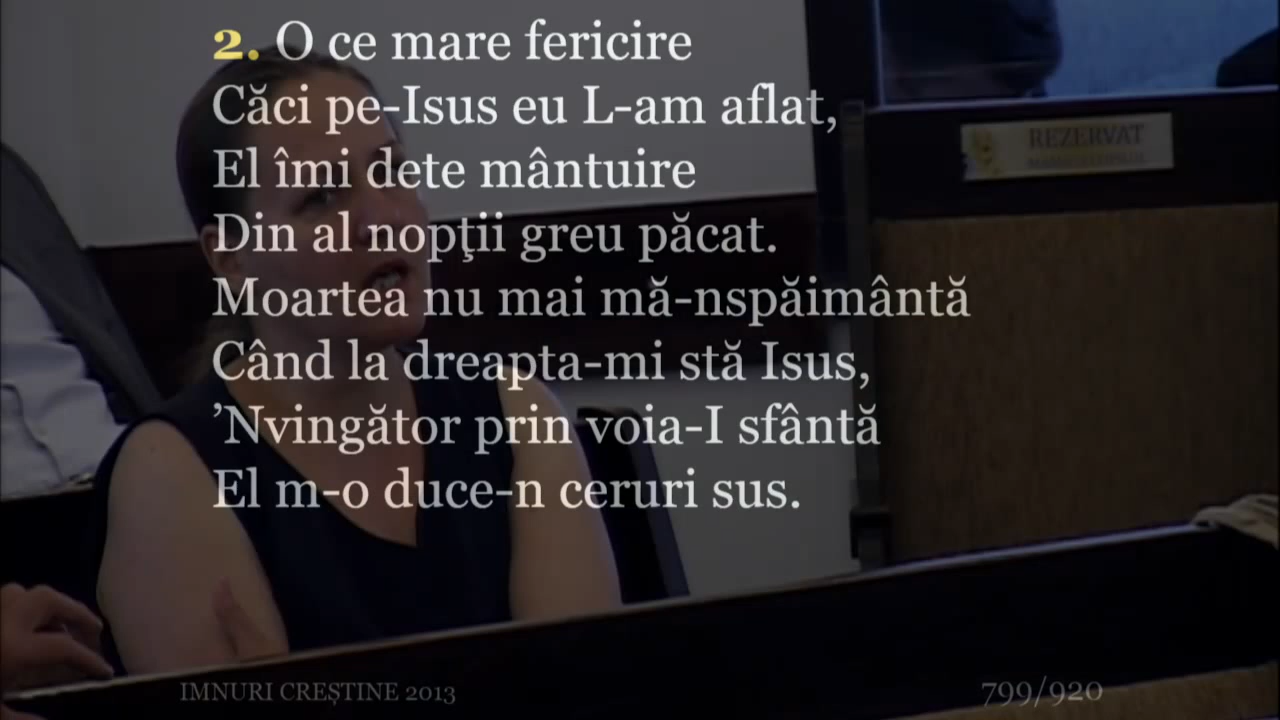 2. O ce mare fericire
Căci pe-Isus eu L-am aflat,
El îmi dete mântuire
Din al nopţii greu păcat.
Moartea nu mai mă-nspăimântă
Când la dreapta-mi stă Isus,
’Nvingător prin voia-I sfântă
El m-o duce-n ceruri sus.
REZERVAT
IMNURI CREȘTINE 2013
799/920